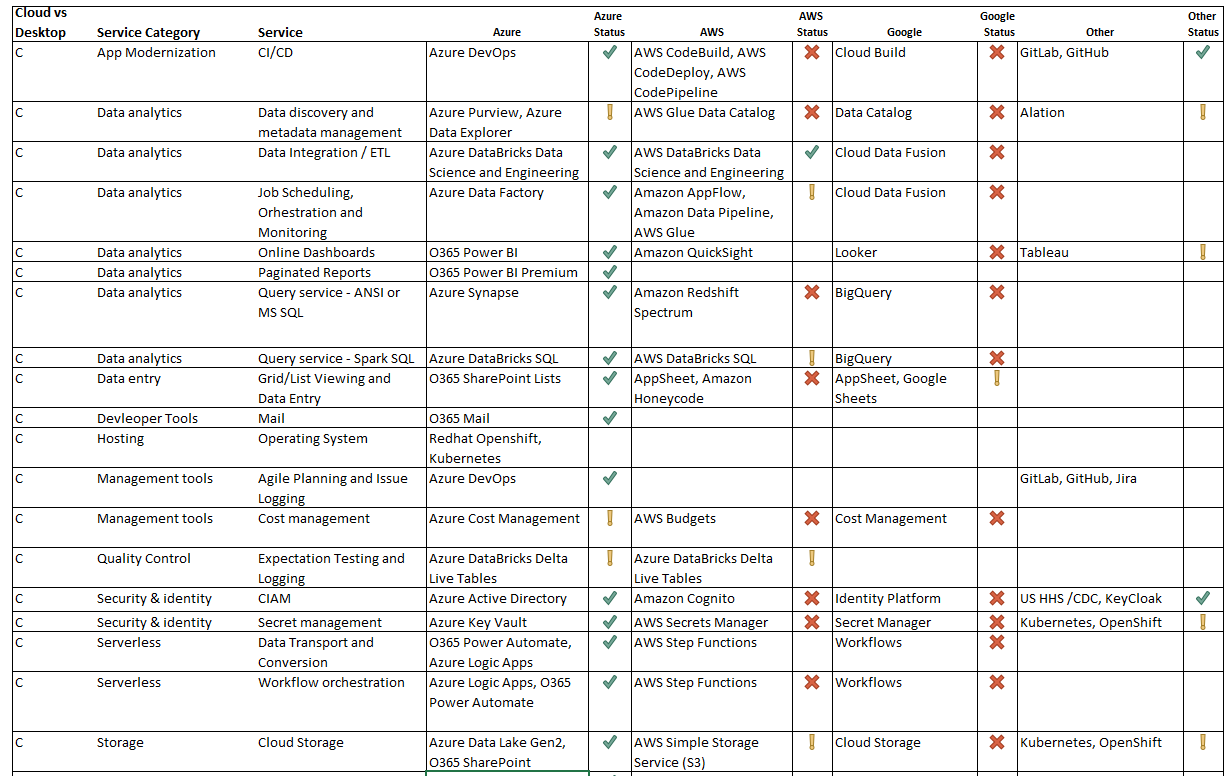 Cloud vs Desktop Service Category Service Azure Azure Status AWS AWS Status Google Google Status Other Other Status
C App Modernization CI/CD Azure DevOps ✔ AWS CodeBuild, AWS CodeDeploy, AWS CodePipeline ✖ Cloud Build ✖ GitLab, GitHub ✔
C Data analytics Data discovery and metadata management Azure Purview, Azure Data Explorer ! AWS Glue Data Catalog ✖ Data Catalog ✖ Alation !
C Data analytics Data Integration / ETL Azure DataBricks Data Science and Engineering ✔ AWS DataBricks Data Science and Engineering ✔ Cloud Data Fusion ✖
C Data analytics Job Scheduling, Orhestration and Monitoring Azure Data Factory ✔ Amazon AppFlow, Amazon Data Pipeline, AWS Glue ! Cloud Data Fusion ✖
C Data analytics Online Dashboards O365 Power BI ✔ Amazon QuickSight Looker ✖ Tableau !
C Data analytics Paginated Reports O365 Power BI Premium ✔
C Data analytics Query service - ANSI or MS SQL Azure Synapse ✔ Amazon Redshift Spectrum ✖ BigQuery ✖
C Data analytics Query service - Spark SQL Azure DataBricks SQL ✔ AWS DataBricks SQL ! BigQuery ✖
C Data entry Grid/List Viewing and Data Entry O365 SharePoint Lists ✔ AppSheet, Amazon Honeycode ✖ AppSheet, Google Sheets !
C Devleoper Tools Mail O365 Mail ✔
C Hosting Operating System Redhat Openshift, Kubernetes
C Management tools Agile Planning and Issue Logging Azure DevOps ✔ GitLab, GitHub, Jira
C Management tools Cost management Azure Cost Management ! AWS Budgets ✖ Cost Management ✖
C Quality Control Expectation Testing and Logging Azure DataBricks Delta Live Tables ! Azure DataBricks Delta Live Tables !
C Security & identity CIAM Azure Active Directory ✔ Amazon Cognito ✖ Identity Platform ✖ US HHS /CDC, KeyCloak ✔
C Security & identity Secret management Azure Key Vault ✔ AWS Secrets Manager ✖ Secret Manager ✖ Kubernetes, OpenShift !
C Serverless Data Transport and Conversion O365 Power Automate, Azure Logic Apps ✔ AWS Step Functions ✖ Workflows ✖
C Serverless Workflow orchestration Azure Logic Apps, O365 Power Automate ✔ AWS Step Functions ✖ Workflows ✖
C Storage Cloud Storage Azure Data Lake Gen2, O365 SharePoint ✔ AWS Simple Storage Service (S3) ! Cloud Storage ✖ Kubernetes, OpenShift !